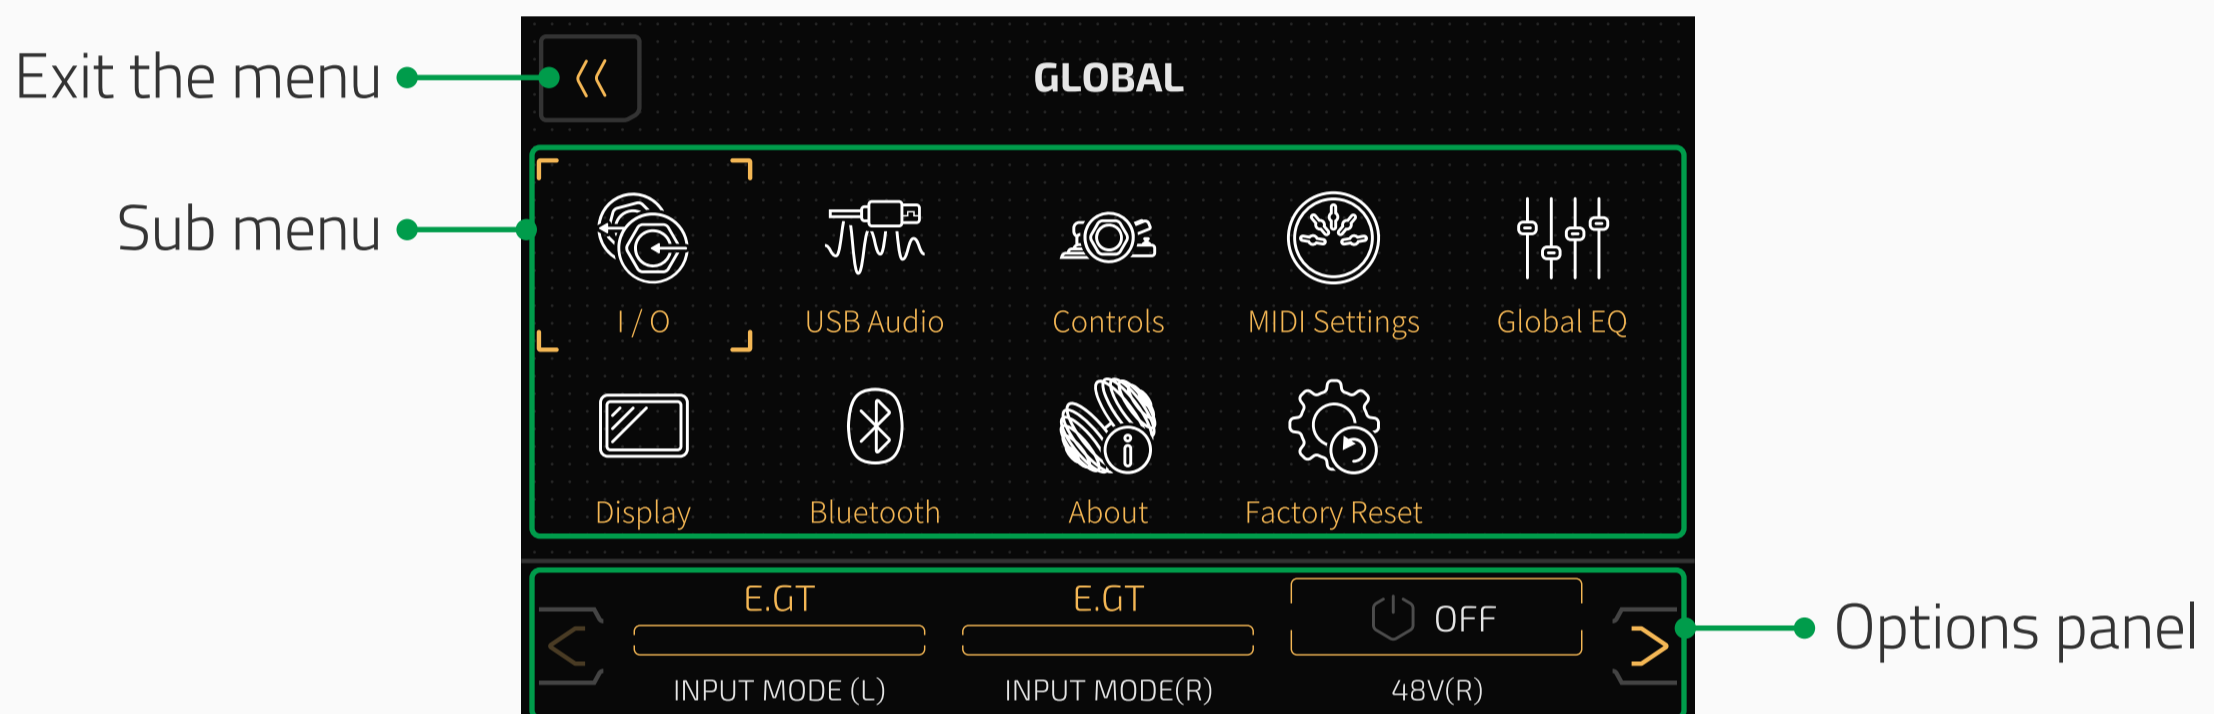 Exit the menu
GLOBAL
Sub menu
I / O
USB Audio
Controls
MIDI Settings
Global EQ
Display
Bluetooth
About
Factory Reset
E.GT
E.GT
OFF
INPUT MODE (L)
INPUT MODE(R)
48V(R)
Options panel